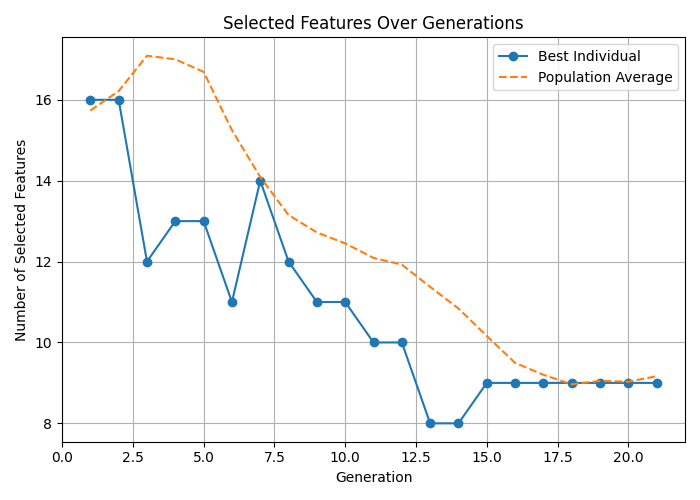 Selected Features Over Generations
Best Individual
Population Average
Number of Selected Features
16
14
12
10
8
0.0 2.5 5.0 7.5 10.0 12.5 15.0 17.5 20.0
Generation